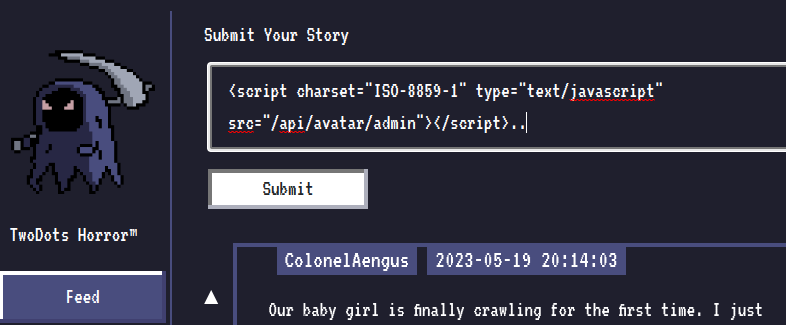 Submit Your Story
<script charset="ISO-8859-1" type="text/javascript"
src="/api/avatar/admin"></script>..
Submit
TwoDots Horror™
Feed
ColonelAengus 2023-05-19 20:14:03
Our baby girl is finally crawling for the first time. I just